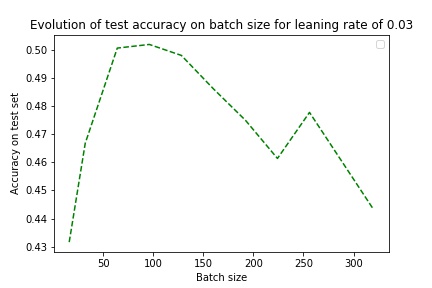 Evolution of test accuracy on batch size for leaning rate of 0.03
0.50
0.49
0.48
0.47
0.46
0.45
0.44
0.43
Accuracy on test set
50 100 150 200 250 300
Batch size